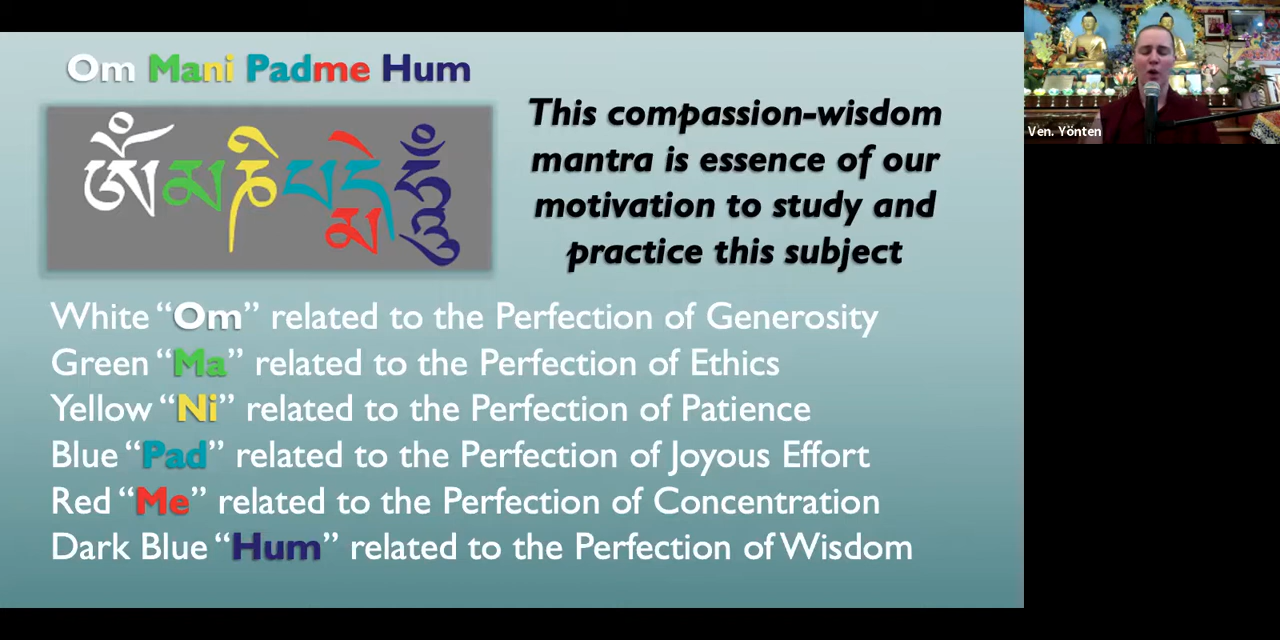 Om Mani Padme Hum
ༀ་མ་ཎི་པདྨེ་ཧཱུྃ
This compassion-wisdom
mantra is essence of our
motivation to study and
practice this subject
White “Om” related to the Perfection of Generosity
Green “Ma” related to the Perfection of Ethics
Yellow “Ni” related to the Perfection of Patience
Blue “Pad” related to the Perfection of Joyous Effort
Red “Me” related to the Perfection of Concentration
Dark Blue “Hum” related to the Perfection of Wisdom
Ven. Yönten